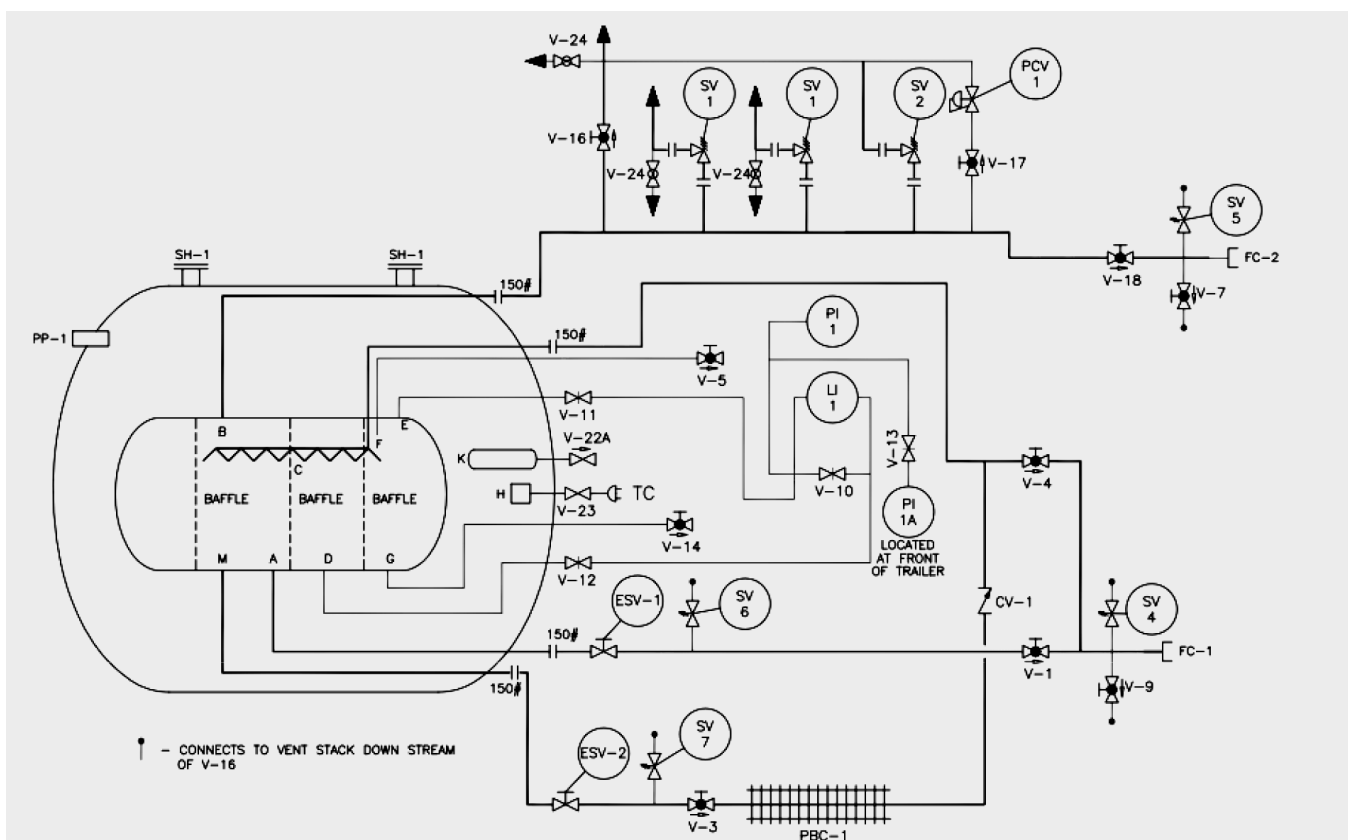 V-24
SV
1
SV
1
SV
2
PCV
1
V-16
V-24
V-24
V-17
SV
5
FC-2
V-18
V-7
SH-1
SH-1
150#
PP-1
150#
PI
1
V-5
LI
1
V-11
B
E
F
V-22A
K
C
V-13
V-10
V-4
BAFFLE
BAFFLE
BAFFLE
H
TC
V-23
PI
1A
V-14
LOCATED
AT FRONT
OF TRAILER
M
A
D
G
V-12
ESV-1
SV
6
CV-1
SV
4
150#
FC-1
V-1
150#
V-9
- CONNECTS TO VENT STACK DOWN STREAM
OF V-16
ESV-2
SV
7
V-3
PBC-1